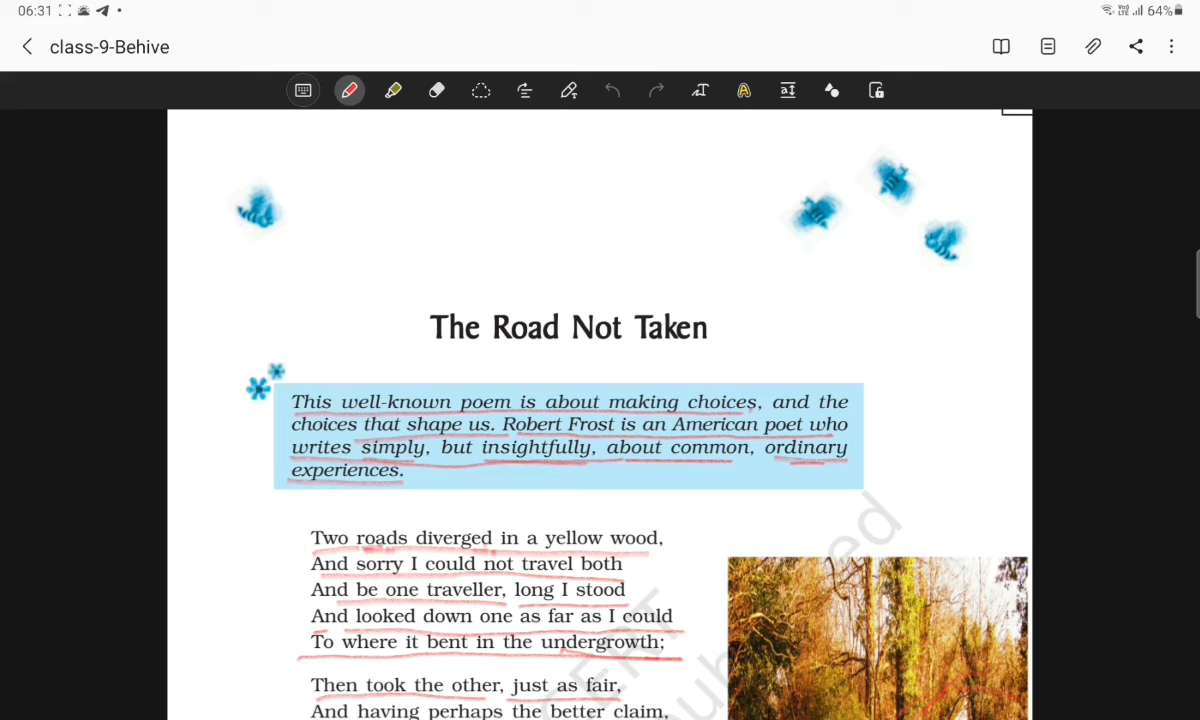 06:31
64%
class-9-Behive
The Road Not Taken
This well-known poem is about making choices, and the
choices that shape us. Robert Frost is an American poet who
writes simply, but insightfully, about common, ordinary
experiences.
Two roads diverged in a yellow wood,
And sorry I could not travel both
And be one traveller, long I stood
And looked down one as far as I could
To where it bent in the undergrowth;
Then took the other, just as fair,
And having perhaps the better claim,